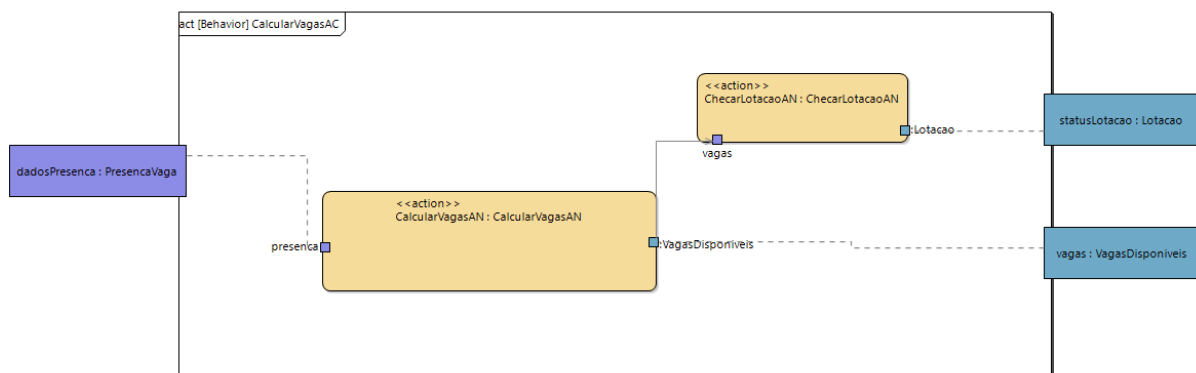 act [Behavior] CalcularVagasAC
<<action>>
ChecarLotacaoAN : ChecarLotacaoAN
:Lotacao
vagas
statusLotacao : Lotacao
dadosPresenca : PresencaVaga
<<action>>
CalcularVagasAN : CalcularVagasAN
presenca
:VagasDisponiveis
vagas : VagasDisponiveis